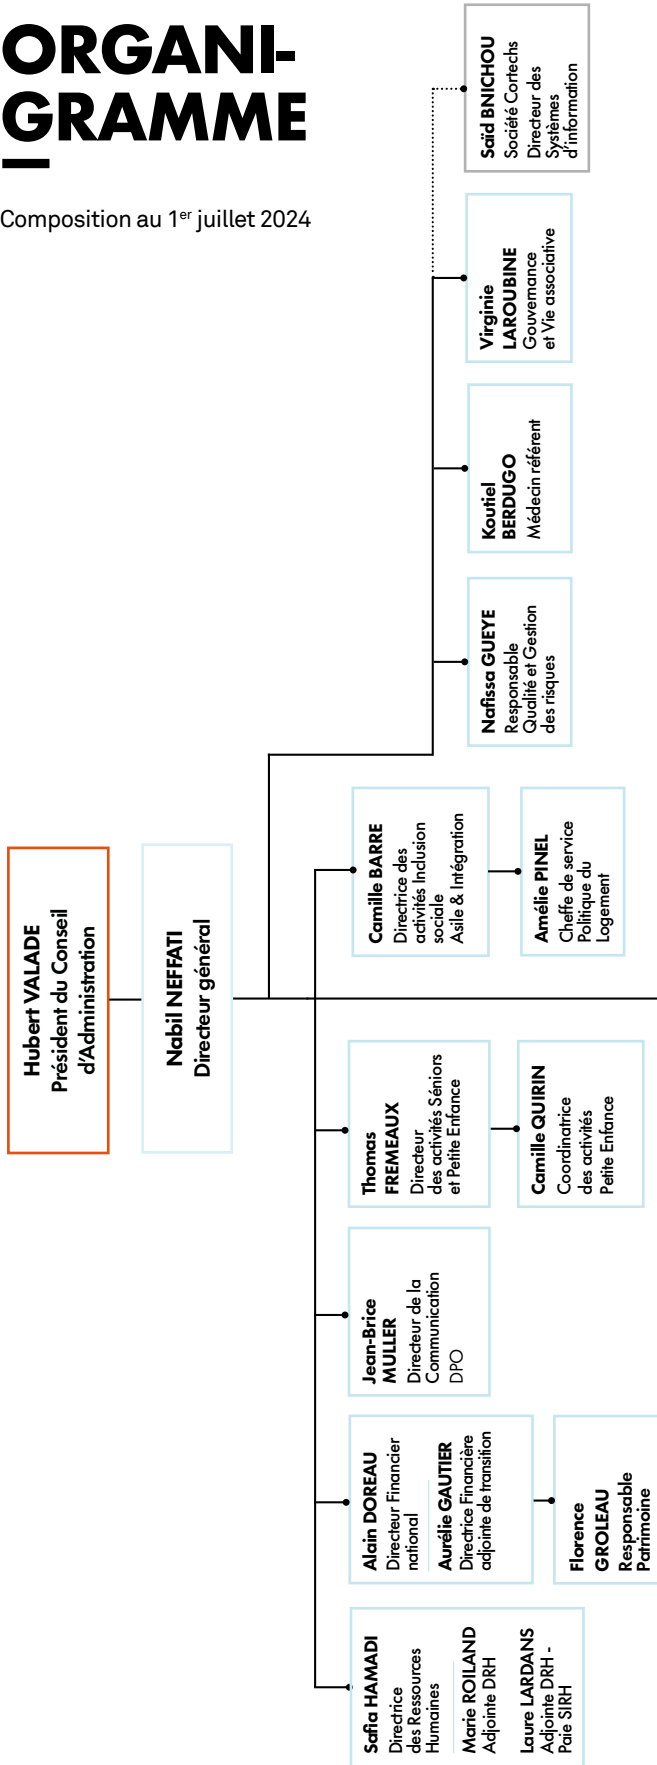 ORGANI-
GRAMME
Composition au 1er juillet 2024
Hubert VALADE
Président du Conseil
d'Administration
Nabil NEFFATI
Directeur général
Safia HAMADI
Directrice
des Ressources
Humaines
Marie ROILAND
Adjointe DRH
Laure LARDANS
Adjointe DRH -
Paie SIRH
Alain DOREAU
Directeur Financier
national
Aurélie GAUTIER
Directrice Financière
adjointe de transition
Florence
GROLEAU
Responsable
Patrimoine
Jean-Brice
MULLER
Directeur de la
Communication
DPO
Thomas
FREMEAUX
Directeur
des activités Séniors
et Petite Enfance
Camille QUIRIN
Coordinatrice
des activités
Petite Enfance
Camille BARRE
Directrice des
activités Inclusion
sociale
Asile & Intégration
Amélie PINEL
Cheffe de service
Politique du
Logement
Nafissa GUEYE
Responsable
Qualité et Gestion
des risques
Koutiel
BERDUGO
Médecin référent
Virginie
LAROUBINE
Gouvernance
et Vie associative
Saïd BNICHOU
Société Cortechs
Directeur des
Systèmes
d'information